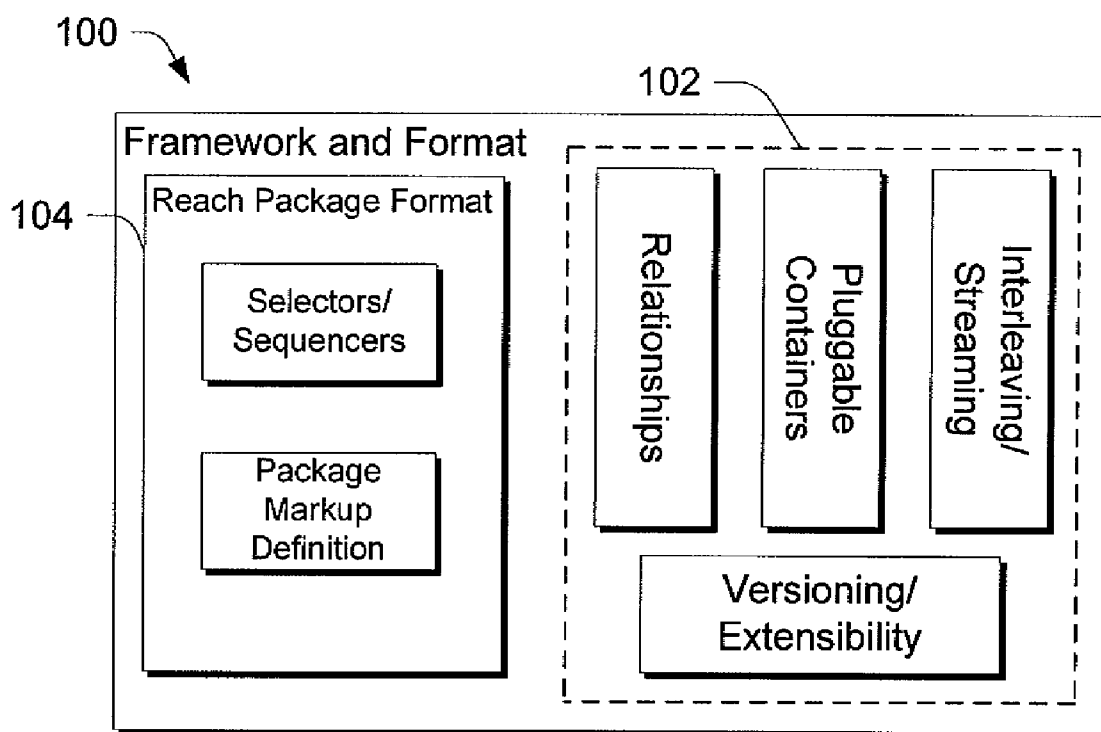 100
102
Framework and Format
104
Reach Package Format
Selectors/
Sequencers
Package
Markup
Definition
Relationships
Pluggable
Containers
Interleaving/
Streaming
Versioning/
Extensibility